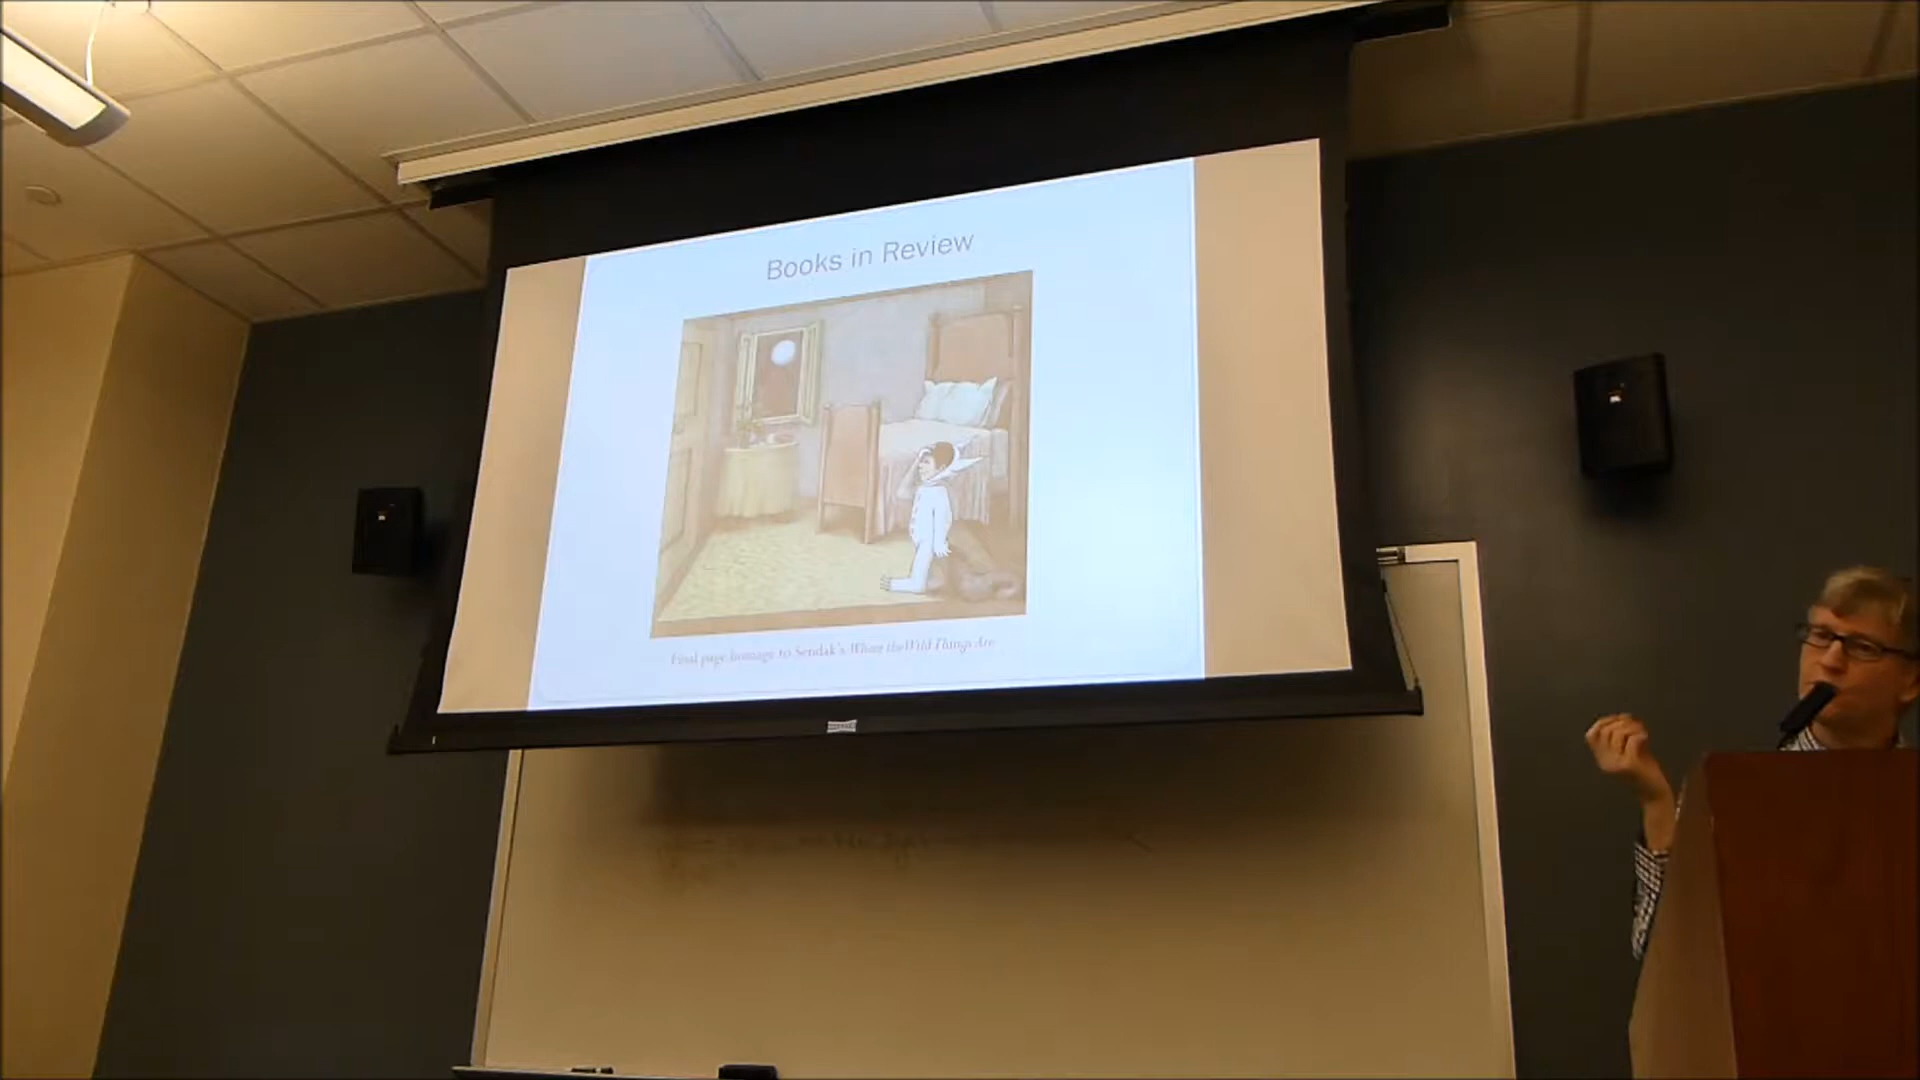 Books in Review
Final page homage to Sendak's Where the Wild Things Are